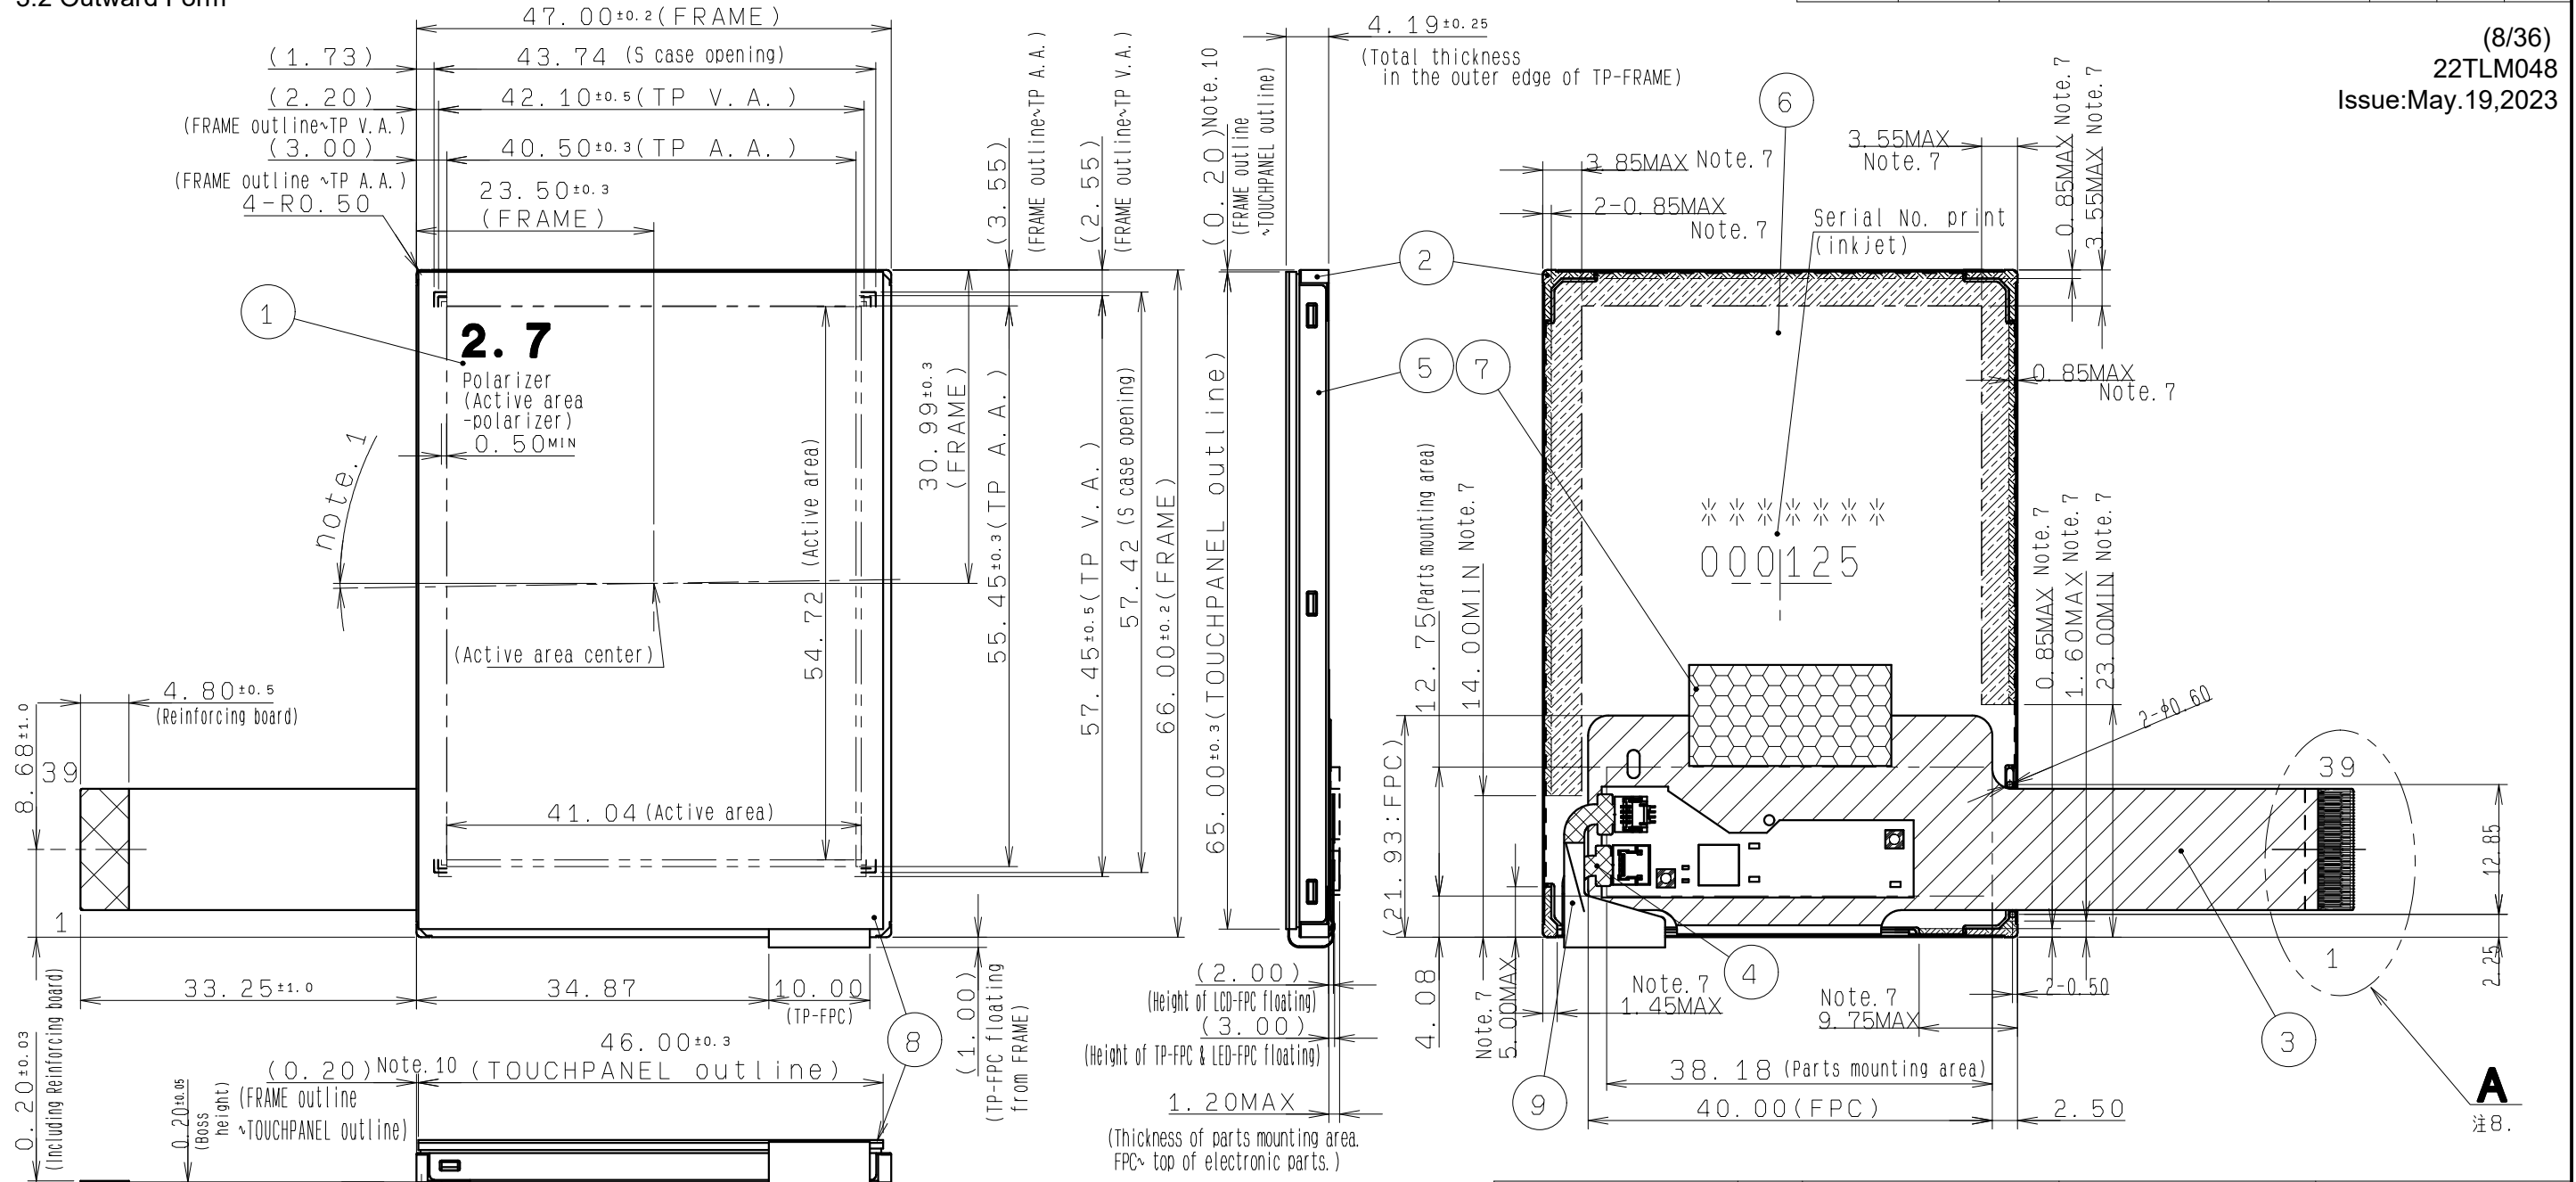 3.2 Outward Form
(8/36)
22TLM048
Issue:May.19,2023
47.00±0.2(FRAME)
(1.73)
43.74 (S case opening)
(2.20)
42.10±0.5(TP V.A.)
(FRAME outline~TP V.A.)
(3.00)
40.50±0.3(TP A.A.)
(FRAME outline ~TP A.A.)
23.50±0.3
(FRAME)
4-R0.50
(3.55)
(FRAME outline~TP A.A.)
(2.55)
(FRAME outline~TP V.A.)
1
2.7
Polarizer
(Active area
-polarizer)
0.50MIN
note.1
(Active area center)
54.72 (Active area)
41.04 (Active area)
30.99±0.3
(FRAME)
55.45±0.3(TP A.A.)
57.45±0.5(TP V.A.)
57.42 (S case opening)
66.00±0.2(FRAME)
4.80±0.5
(Reinforcing board)
8.68±1.0
39
1
33.25±1.0
34.87
10.00
(TP-FPC)
(1.00)
(TP-FPC floating
from FRAME)
8
46.00±0.3
(TOUCHPANEL outline)
(0.20)Note.10
(FRAME outline
~TOUCHPANEL outline)
0.20±0.03
(Including Reinforcing board)
0.20±0.05
(Boss
height)
4.19±0.25
(Total thickness
in the outer edge of TP-FRAME)
(0.20)Note.10
(FRAME outline
~TOUCHPANEL outline)
65.00±0.3(TOUCHPANEL outline)
2
5
7
(2.00)
(Height of LCD-FPC floating)
(3.00)
(Height of TP-FPC & LED-FPC floating)
1.20MAX
(Thickness of parts mounting area.
FPC~ top of electronic parts.)
6
3.85MAX Note.7
3.55MAX
Note.7
2-0.85MAX
Note.7
Serial No. print
(inkjet)
0.85MAX Note.7
3.55MAX Note.7
0.85MAX
Note.7
*******
000125
12.75(Parts mounting area)
14.00MIN Note.7
(21.93:FPC)
4.08
Note.7
5.00MAX
0.85MAX Note.7
1.60MAX Note.7
23.00MIN Note.7
2-φ0.60
39
1
12.85
2.25
2-0.50
Note.7
1.45MAX
4
Note.7
9.75MAX
38.18 (Parts mounting area)
40.00(FPC)
2.50
9
3
A
注8.